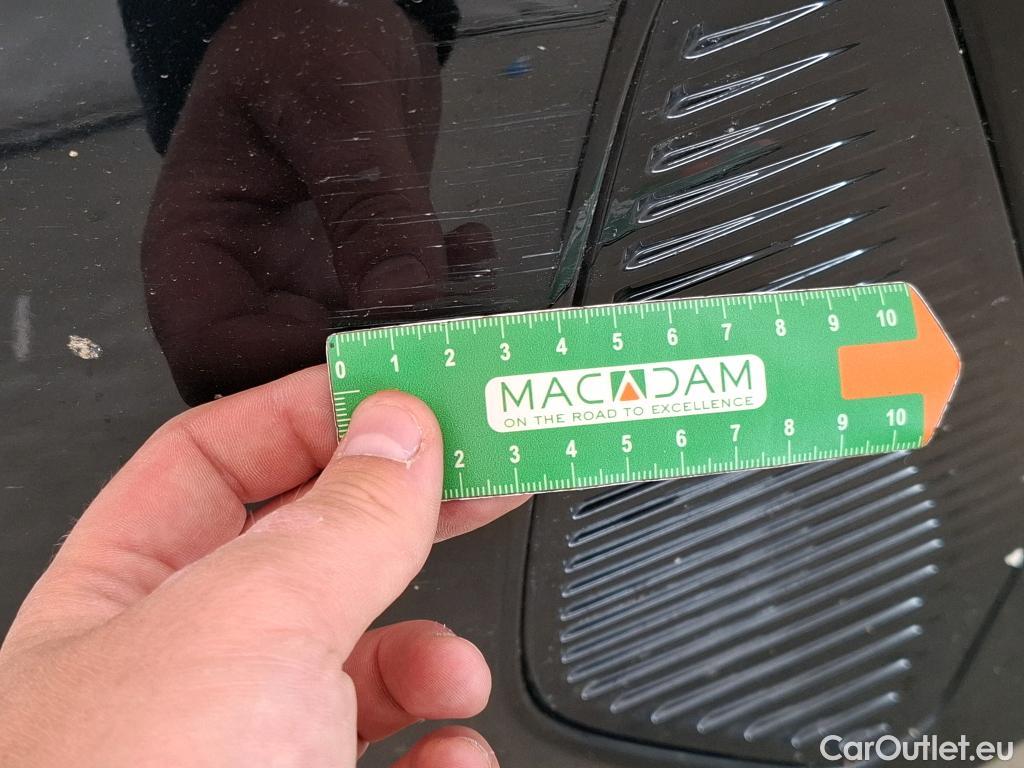 0 1 2 3 4 5 6 7 8 9 10
MACADAM
ON THE ROAD TO EXCELLENCE
2 3 4 5 6 7 8 9 10
CarOutlet.eu